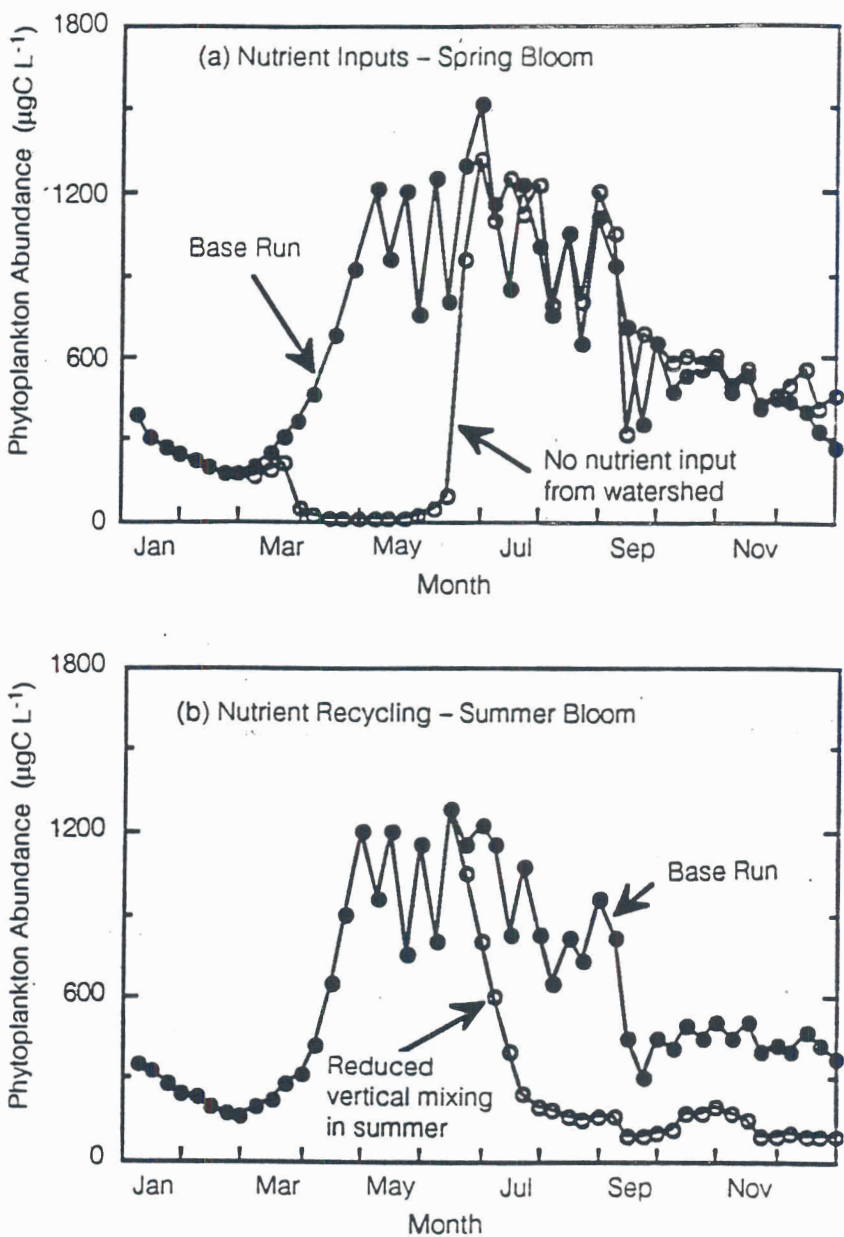 (a) Nutrient Inputs – Spring Bloom
Phytoplankton Abundance (µgC L⁻¹)
1800
1200
600
0
Base Run
No nutrient input
from watershed
Jan Mar May Jul Sep Nov
Month
(b) Nutrient Recycling – Summer Bloom
Phytoplankton Abundance (µgC L⁻¹)
1800
1200
600
0
Base Run
Reduced
vertical mixing
in summer
Jan Mar May Jul Sep Nov
Month